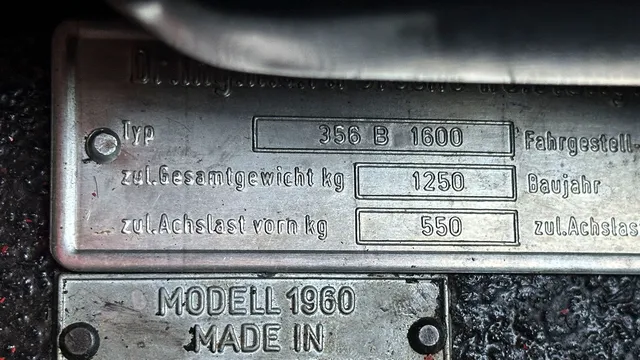 Typ 356 B 1600 Fahrgestell-
zul.Gesamtgewicht kg 1250 Baujahr
zul.Achslast vorn kg 550 zul.Achslas
MODELL 1960
MADE IN